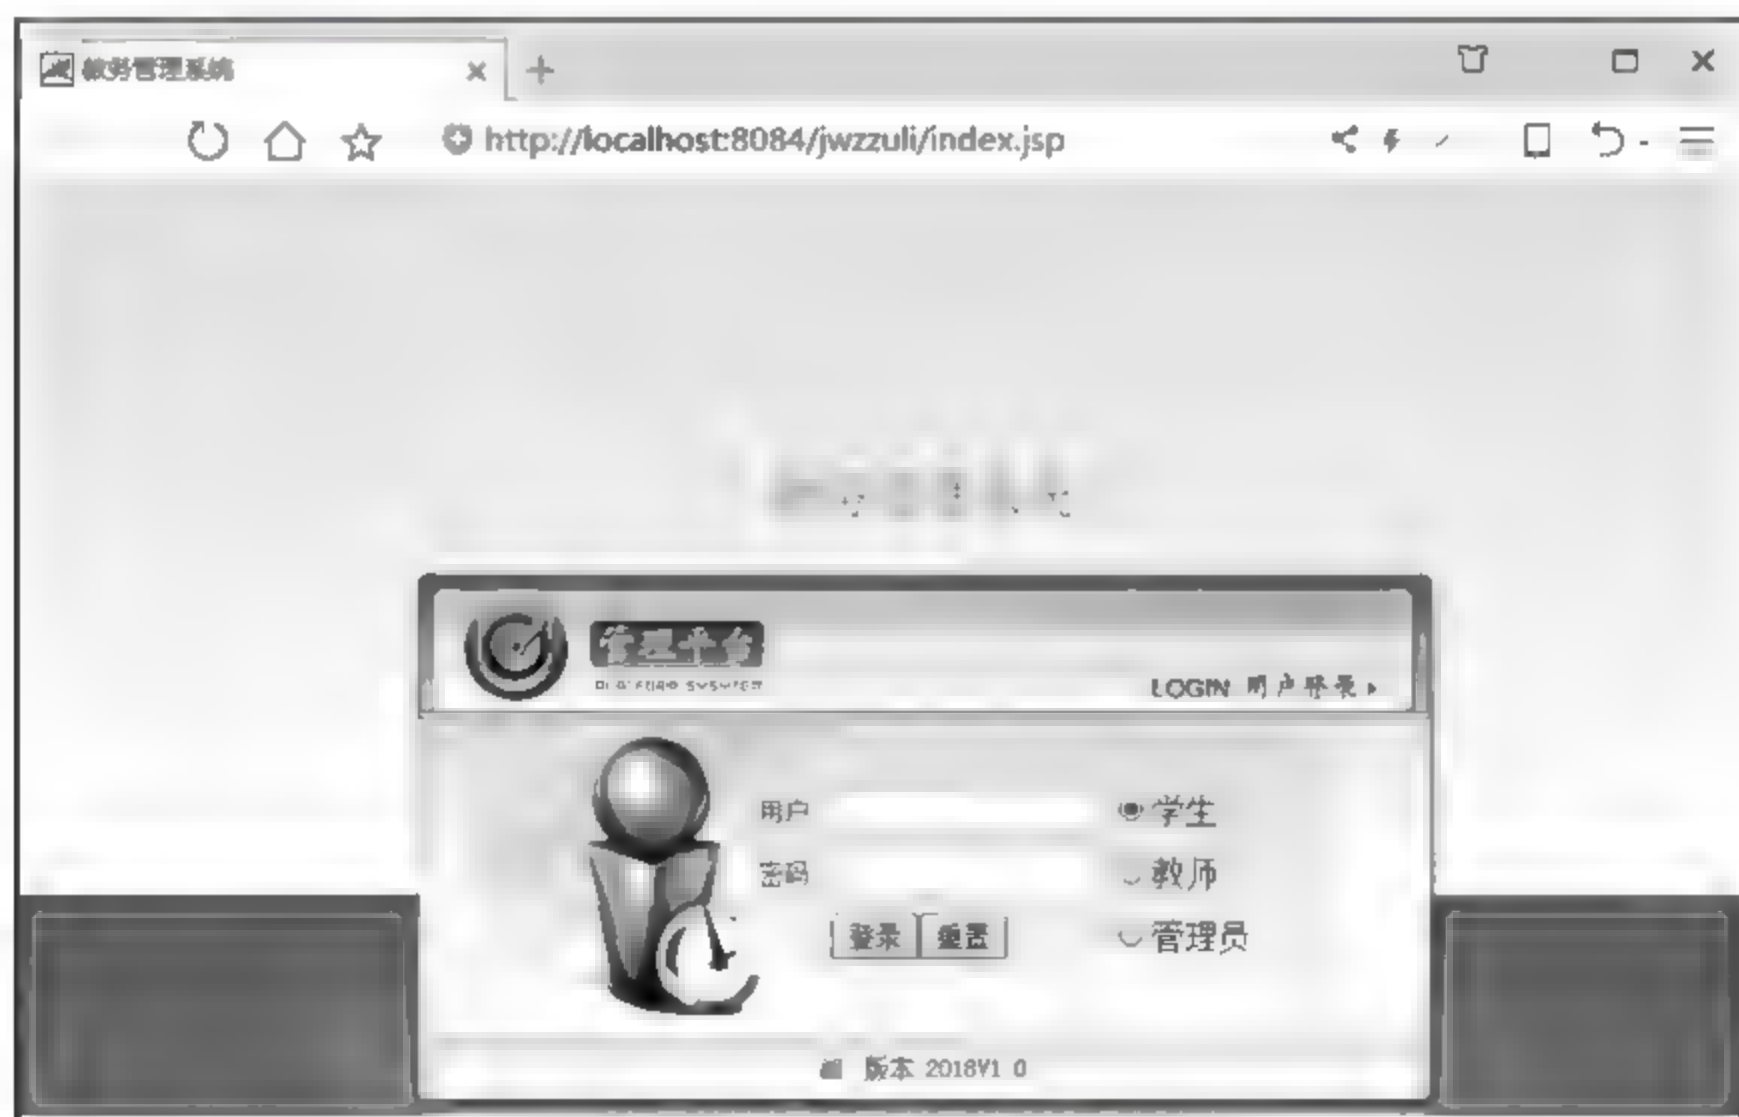 教务管理系统
http://localhost:8084/jwzzuli/index.jsp
管理平台
LOGIN 用户登录
用户
学生
密码
教师
登录 重置
管理员
版本 2018V1 0